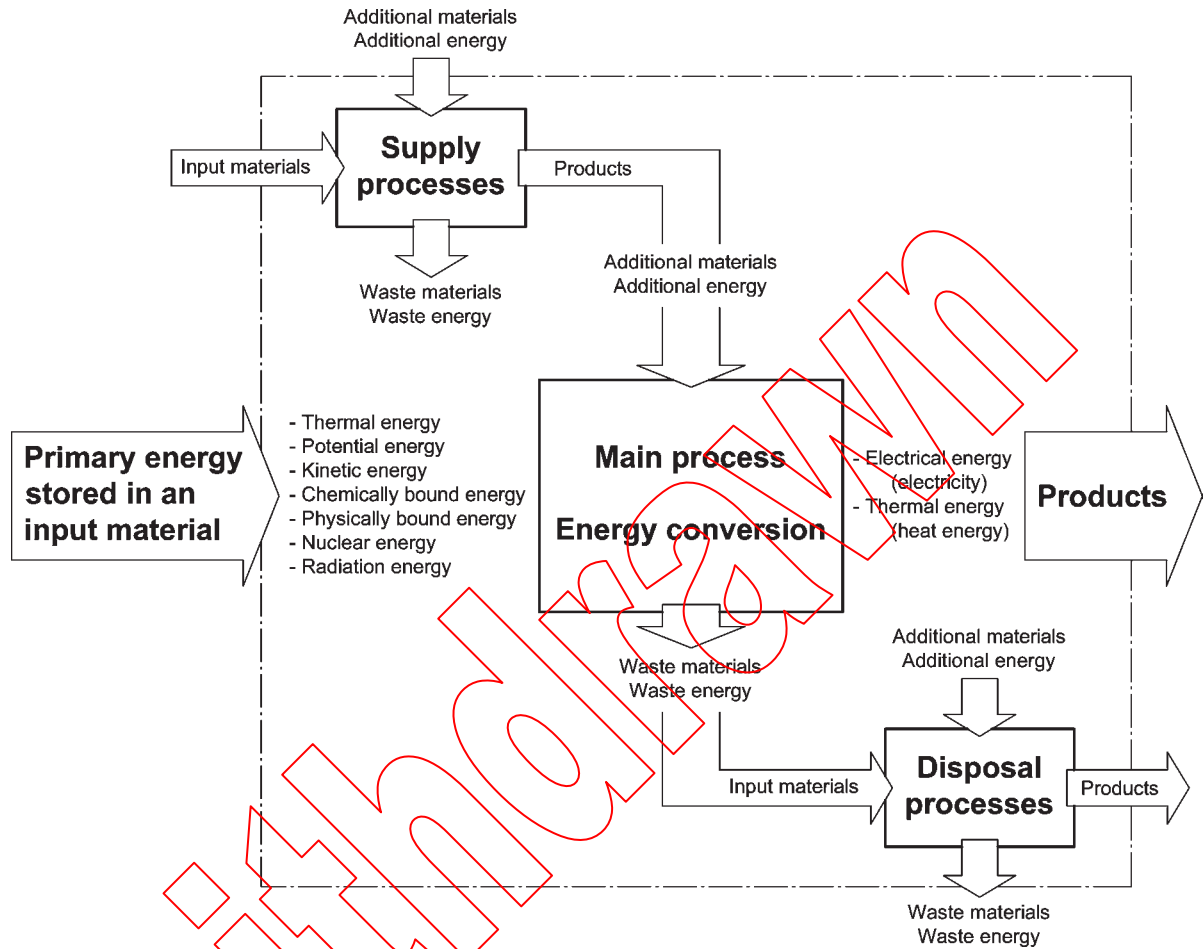 Additional materials
Additional energy
Supply
processes
Input materials
Products
Waste materials
Waste energy
Additional materials
Additional energy
Primary energy
stored in an
input material
- Thermal energy
- Potential energy
- Kinetic energy
- Chemically bound energy
- Physically bound energy
- Nuclear energy
- Radiation energy
Main process
Energy conversion
- Electrical energy
(electricity)
- Thermal energy
(heat energy)
Products
Waste materials
Waste energy
Additional materials
Additional energy
Input materials
Disposal
processes
Products
Waste materials
Waste energy
ithdrawn